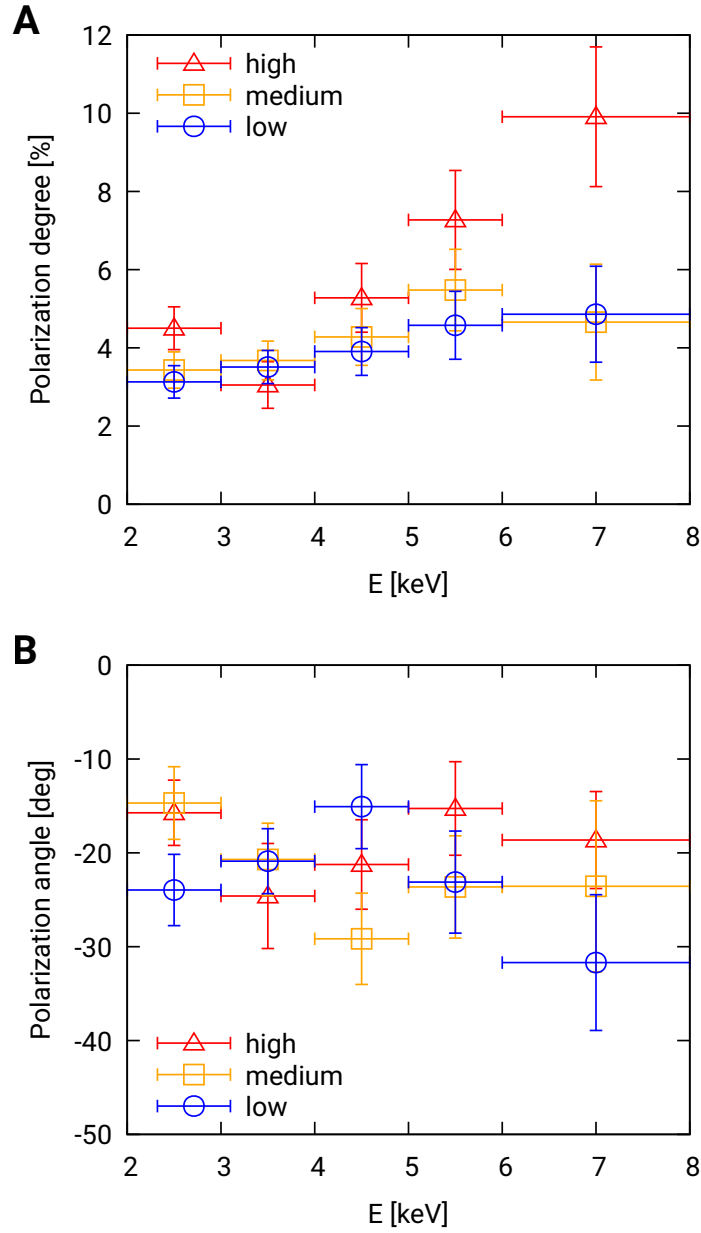 A
12
10
8
6
4
2
0
Polarization degree [%]
high
medium
low
2 3 4 5 6 7 8
E [keV]
B
0
-10
-20
-30
-40
-50
Polarization angle [deg]
high
medium
low
2 3 4 5 6 7 8
E [keV]